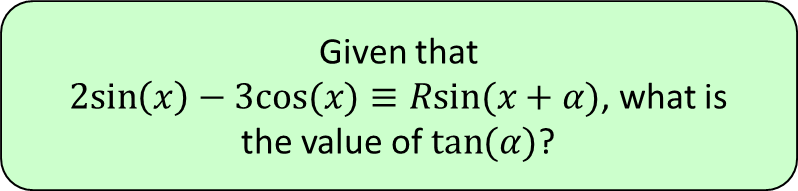 Given that
2sin(x) − 3cos(x) ≡ Rsin(x + α), what is
the value of tan(α)?